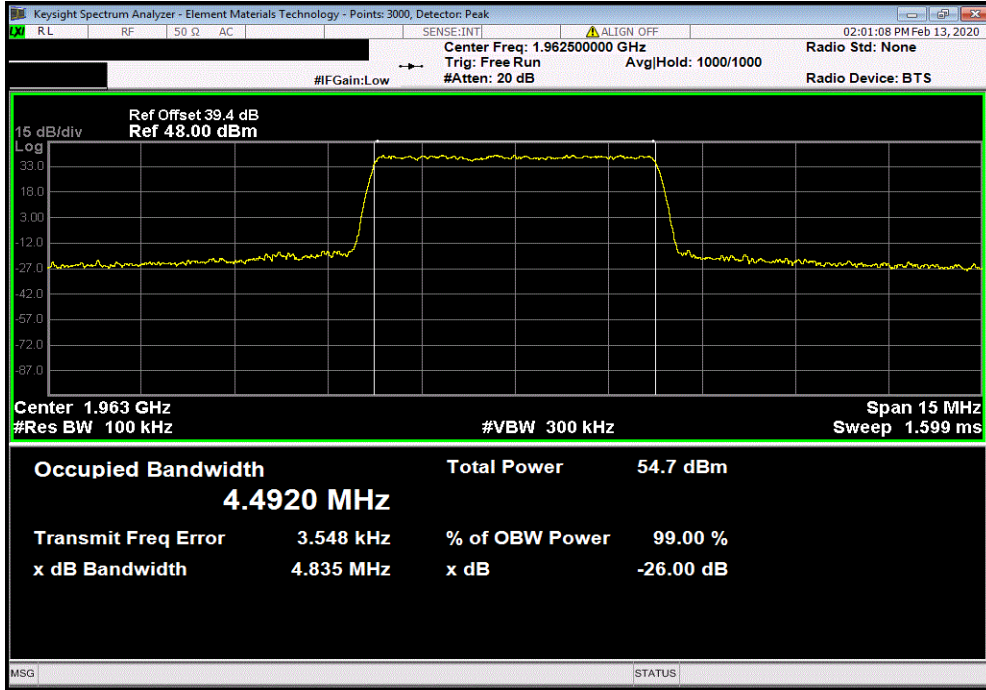 Keysight Spectrum Analyzer - Element Materials Technology - Points: 3000, Detector: Peak
LXI RL RF 50 Ω AC SENSE:INT ALIGN OFF 02:01:08 PM Feb 13, 2020
Center Freq: 1.962500000 GHz Radio Std: None
Trig: Free Run Avg|Hold: 1000/1000
#IFGain:Low #Atten: 20 dB Radio Device: BTS
Ref Offset 39.4 dB
15 dB/div Ref 48.00 dBm
Log
33.0
18.0
3.00
-12.0
-27.0
-42.0
-57.0
-72.0
-87.0
Center 1.963 GHz Span 15 MHz
#Res BW 100 kHz #VBW 300 kHz Sweep 1.599 ms
Occupied Bandwidth Total Power 54.7 dBm
4.4920 MHz
Transmit Freq Error 3.548 kHz % of OBW Power 99.00 %
x dB Bandwidth 4.835 MHz x dB -26.00 dB
MSG STATUS